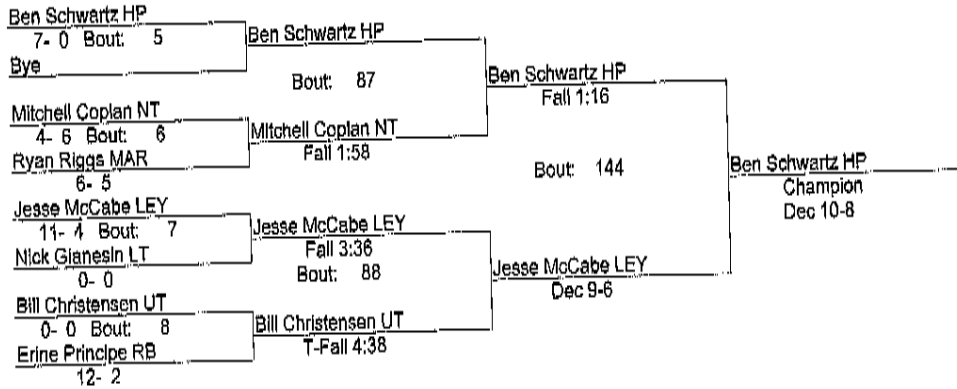 Ben Schwartz HP
7- 0 Bout: 5
Bye
Ben Schwartz HP
Bout: 87
Mitchell Coplan NT
4- 6 Bout: 6
Ryan Riggs MAR
6- 5
Mitchell Coplan NT
Fall 1:58
Ben Schwartz HP
Fall 1:16
Jesse McCabe LEY
11- 4 Bout: 7
Nick Gianesin LT
0- 0
Jesse McCabe LEY
Fall 3:36
Bout: 88
Bill Christensen UT
0- 0 Bout: 8
Erine Principe RB
12- 2
Bill Christensen UT
T-Fall 4:38
Jesse McCabe LEY
Dec 9-6
Bout: 144
Ben Schwartz HP
Champion
Dec 10-8